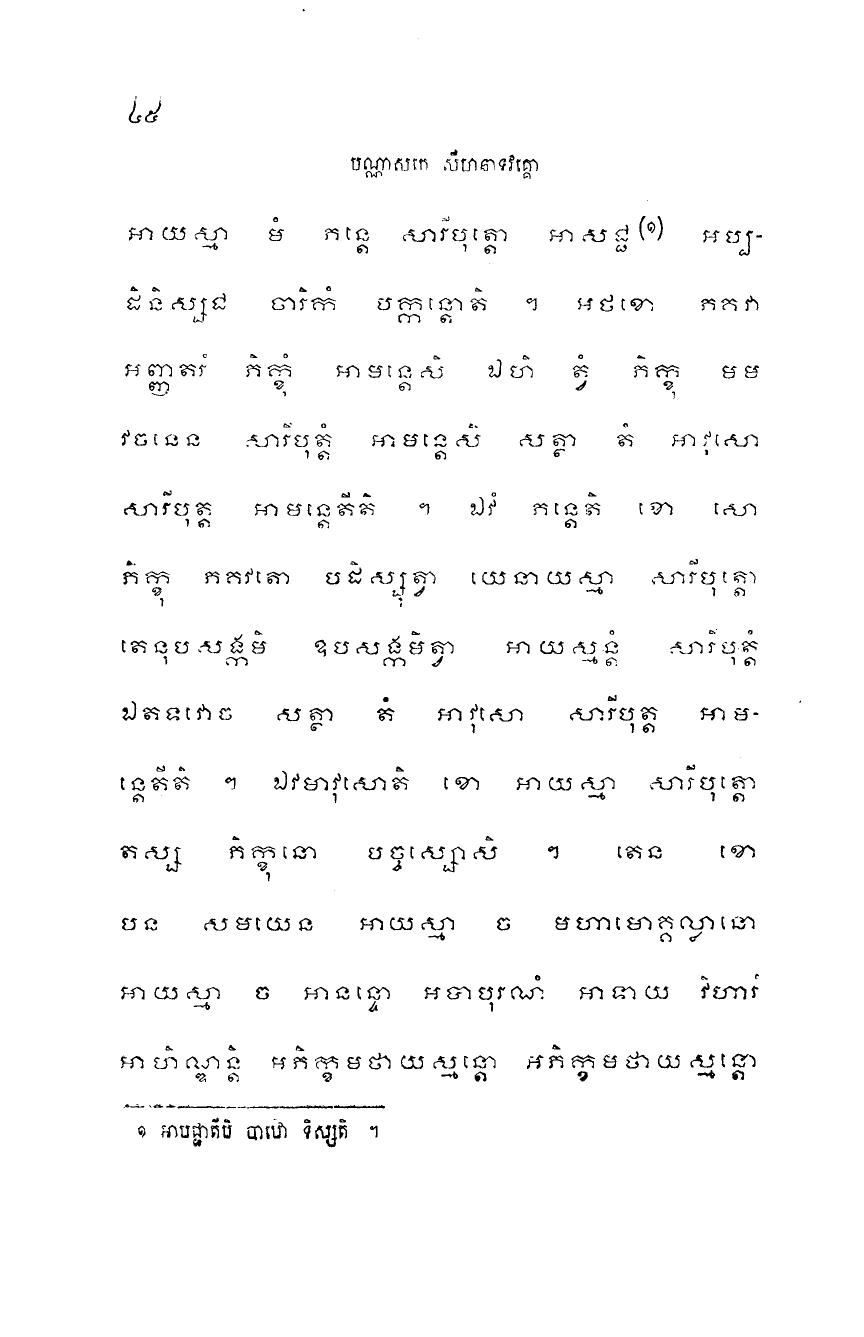 ៤៥
បណ្ណាសកេ សីហនាទវគ្គោ
អាយស្មា មំ ភន្តេ សារីបុត្តោ អាសជ្ជ(១) អប្ប-
ដិនិស្សជ ចារិកំ បក្កន្តោតិ ។ អថខោ ភគវា
អញ្ញតរំ ភិក្ខុំ អាមន្តេសិ ឯហិ ត្វំ ភិក្ខុ មម
វចនេន សារីបុត្តំ អាមន្តេសិ សត្ថា តំ អាវុសោ
សារីបុត្ត អាមន្តេតីតិ ។ ឯវំ ភន្តេតិ ខោ សោ
ភិក្ខុ ភគវតោ បដិស្សុត្វា យេនាយស្មា សារីបុត្តោ
តេនុបសង្កមិ ឧបសង្កមិត្វា អាយស្មន្តំ សារីបុត្តំ
ឯតទវោច សត្ថា តំ អាវុសោ សារីបុត្ត អាម-
ន្តេតីតិ ។ ឯវមាវុសោតិ ខោ អាយស្មា សារីបុត្តោ
តស្ស ភិក្ខុនោ បច្ចស្សោសិ ។ តេន ខោ
បន សមយេន អាយស្មា ច មហាមោគ្គល្លានោ
អាយស្មា ច អានន្ទោ អវាបុរណំ អាទាយ វិហារំ
អាហិណ្ឌន្តិ អភិក្ខមថាយស្មន្តោ អភិក្ខមថាយស្មន្តោ
១ អាបជ្ជាតីបិ បាឋោ ទិស្សតិ ។